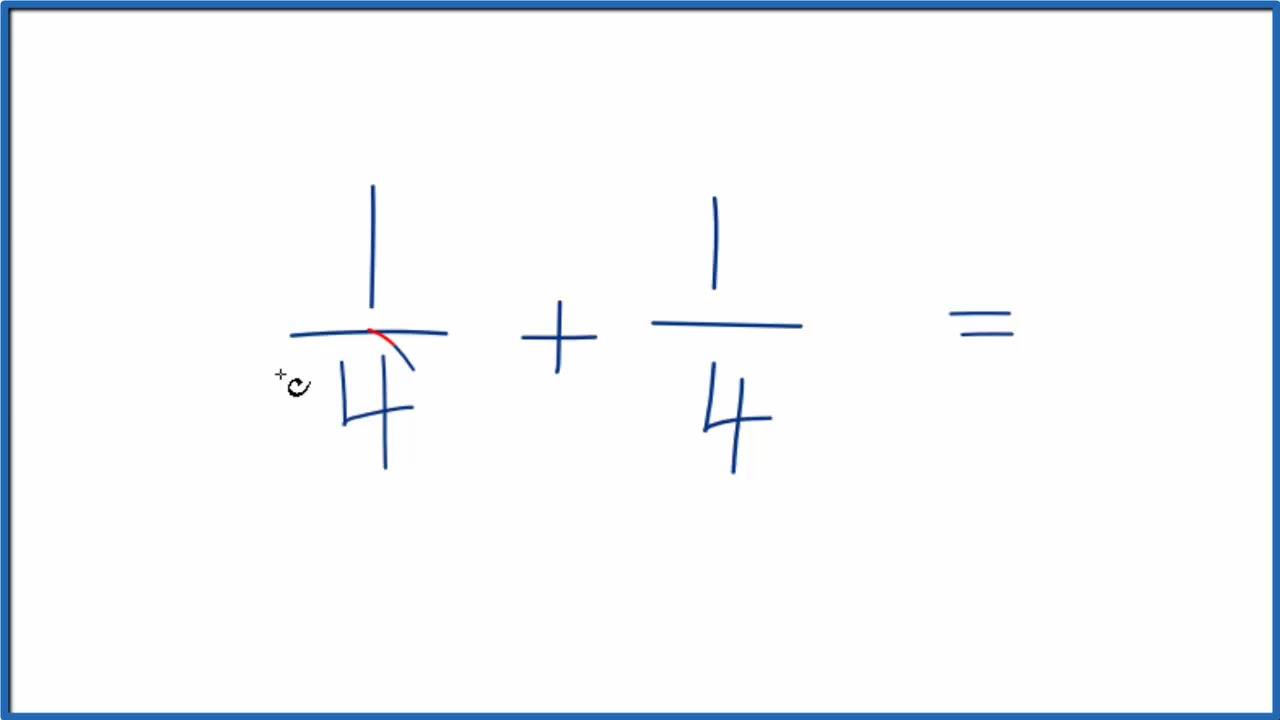 1/4 + 1/4 =